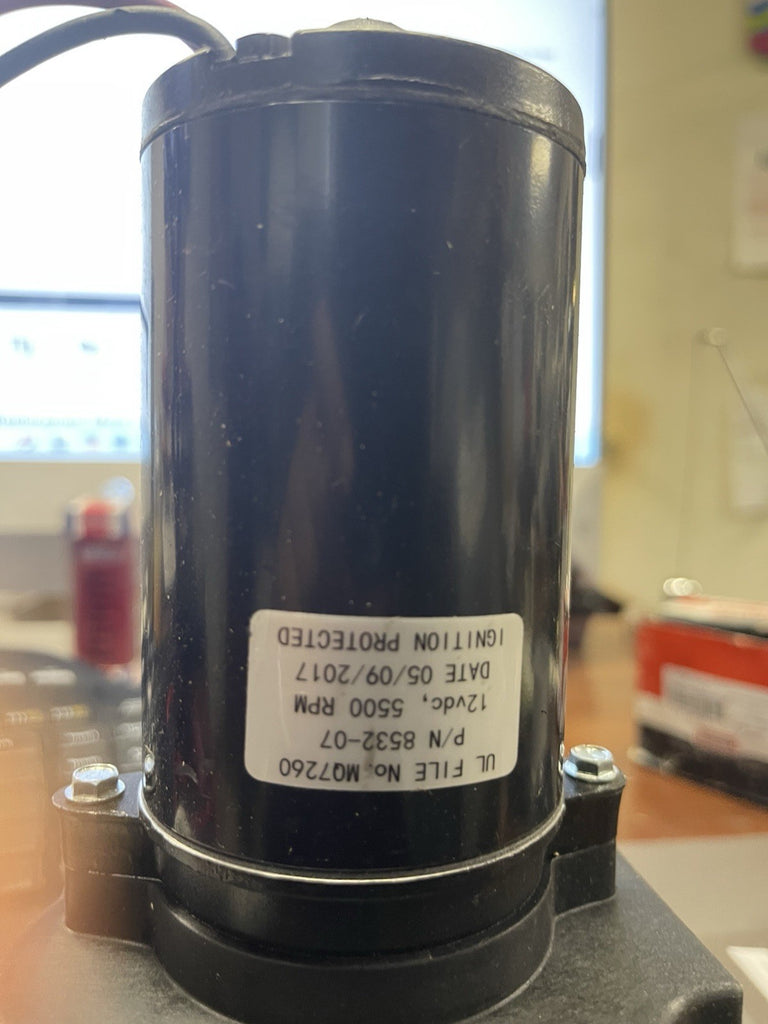 UL FILE No. MQ7260
P/N 8532-07
12vdc, 5500 RPM
DATE 05/09/2017
IGNITION PROTECTED